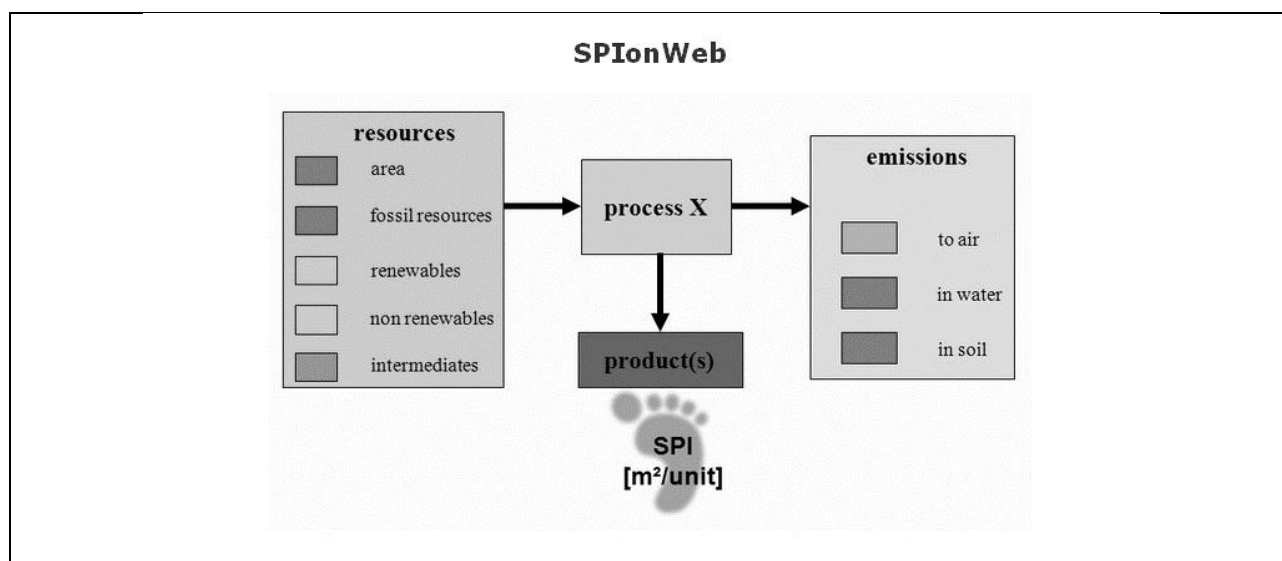 SPIonWeb
resources
area
fossil resources
renewables
non renewables
intermediates
process X
product(s)
SPI
[m²/unit]
emissions
to air
in water
in soil